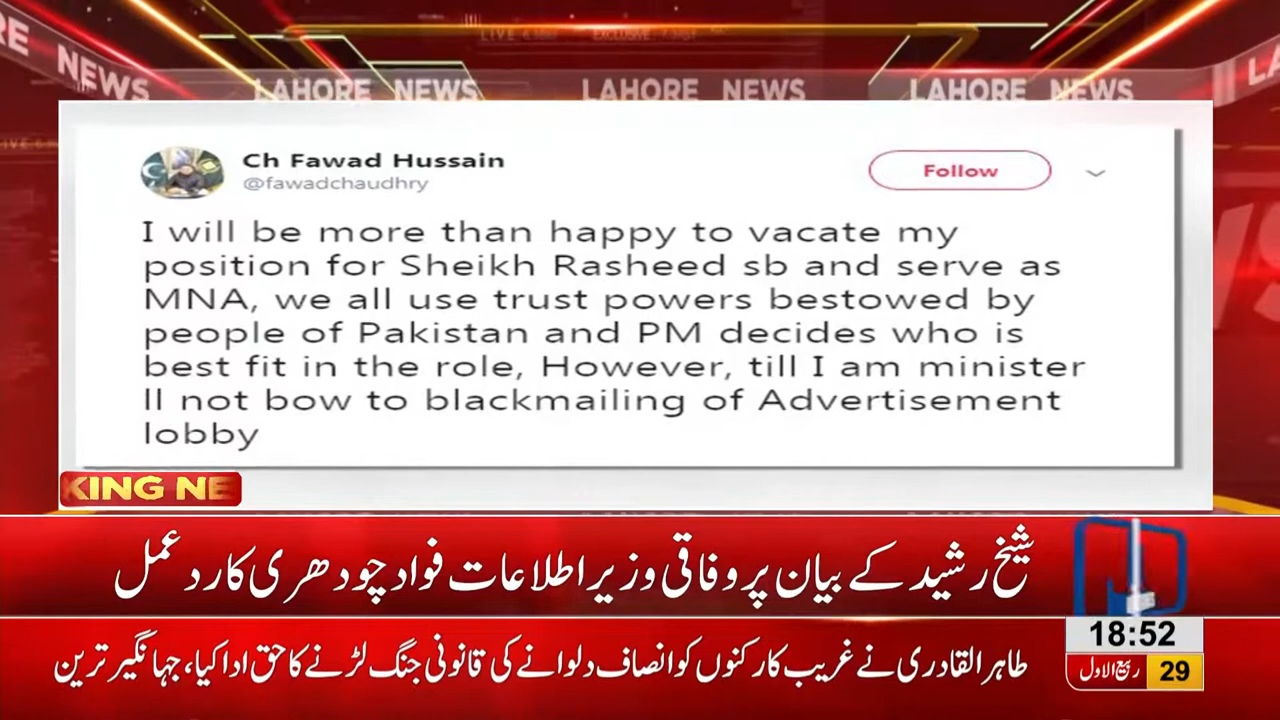 LIVE
EXCLUSIVE
NEWS
LAHORE NEWS
LAHORE NEWS
LAHORE NEWS
Ch Fawad Hussain
@fawadchaudhry
Follow
I will be more than happy to vacate my
position for Sheikh Rasheed sb and serve as
MNA, we all use trust powers bestowed by
people of Pakistan and PM decides who is
best fit in the role, However, till I am minister
ll not bow to blackmailing of Advertisement
lobby
KING NE
شیخ رشید کے بیان پر وفاقی وزیر اطلاعات فواد چودھری کا رد عمل
18:52
طاہر القادری نے غریب کارکنوں کو انصاف دلوانے کی قانونی جنگ لڑنے کا حق ادا کیا، جہانگیر ترین
29 ربیع الاول